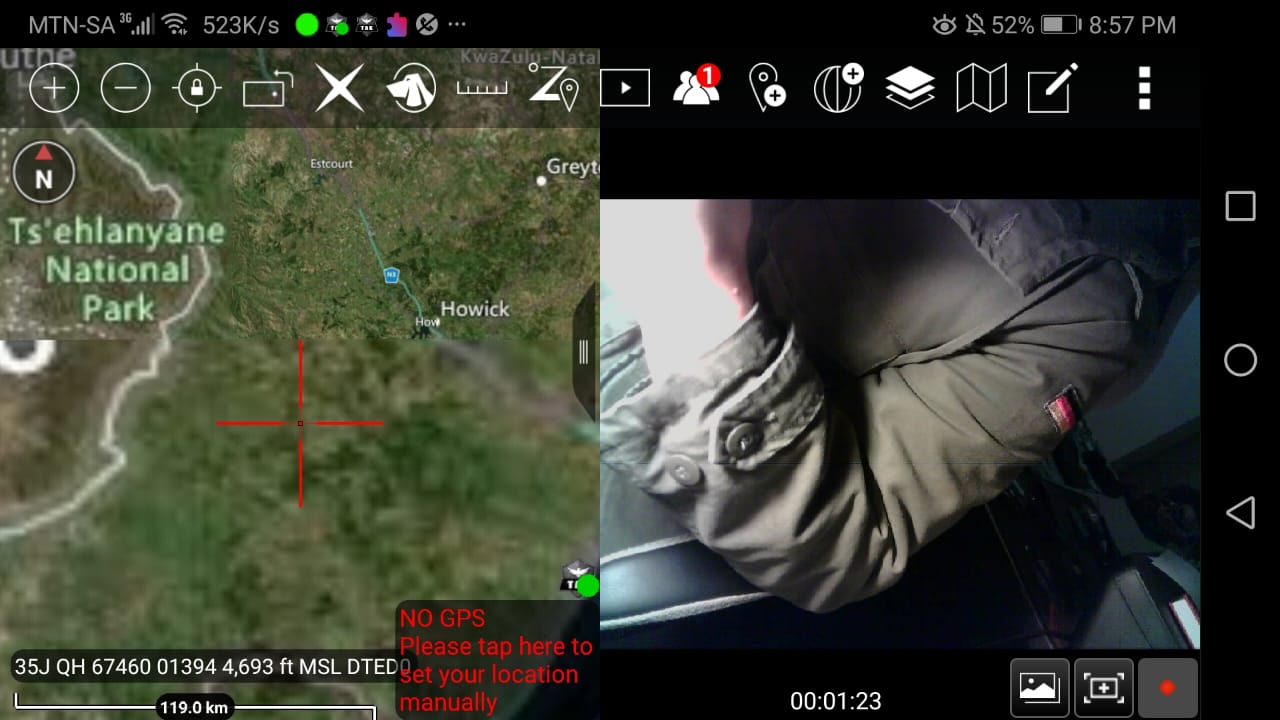 MTN-SA 3G 523K/s 52% 8:57 PM
KwaZulu-Nata
uthe
1
N
Estcourt
Greyt
Ts'ehlanyane
National
Park
N3
Howick
How
NO GPS
Please tap here to
set your location
manually
35J QH 67460 01394 4,693 ft MSL DTED0
119.0 km
00:01:23